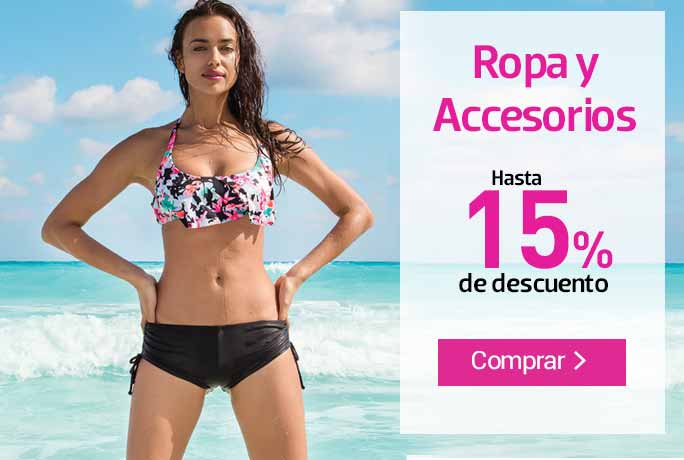 Ropa y
Accesorios
Hasta
15%
de descuento
Comprar >